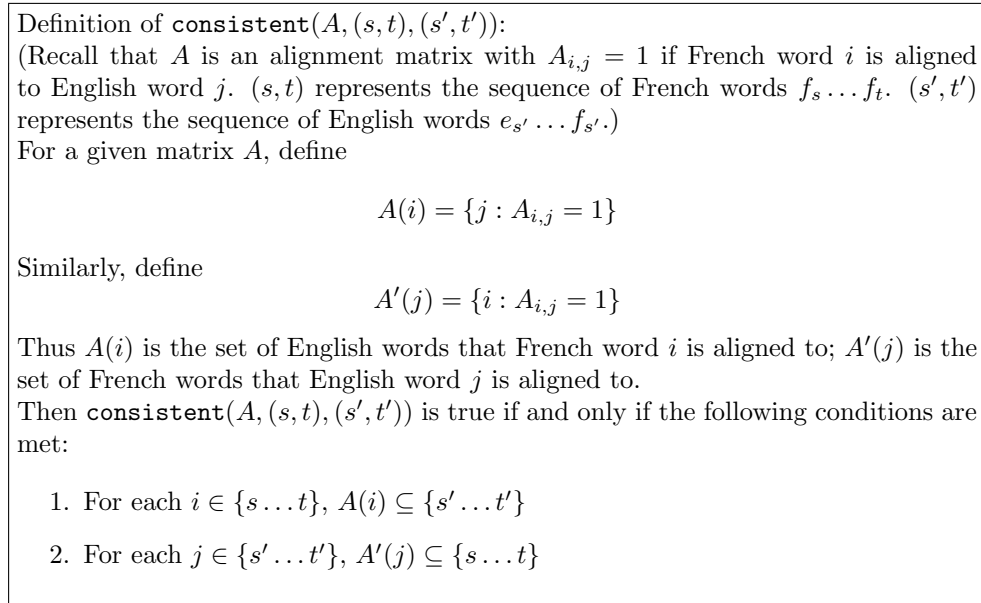 Definition of consistent(A, (s, t), (s′, t′)):
(Recall that A is an alignment matrix with A_{i,j} = 1 if French word i is aligned
to English word j. (s, t) represents the sequence of French words f_s … f_t. (s′, t′)
represents the sequence of English words e_{s′} … f_{s′}.)
For a given matrix A, define
A(i) = {j : A_{i,j} = 1}
Similarly, define
A′(j) = {i : A_{i,j} = 1}
Thus A(i) is the set of English words that French word i is aligned to; A′(j) is the
set of French words that English word j is aligned to.
Then consistent(A, (s, t), (s′, t′)) is true if and only if the following conditions are
met:
1. For each i ∈ {s … t}, A(i) ⊆ {s′ … t′}
2. For each j ∈ {s′ … t′}, A′(j) ⊆ {s … t}